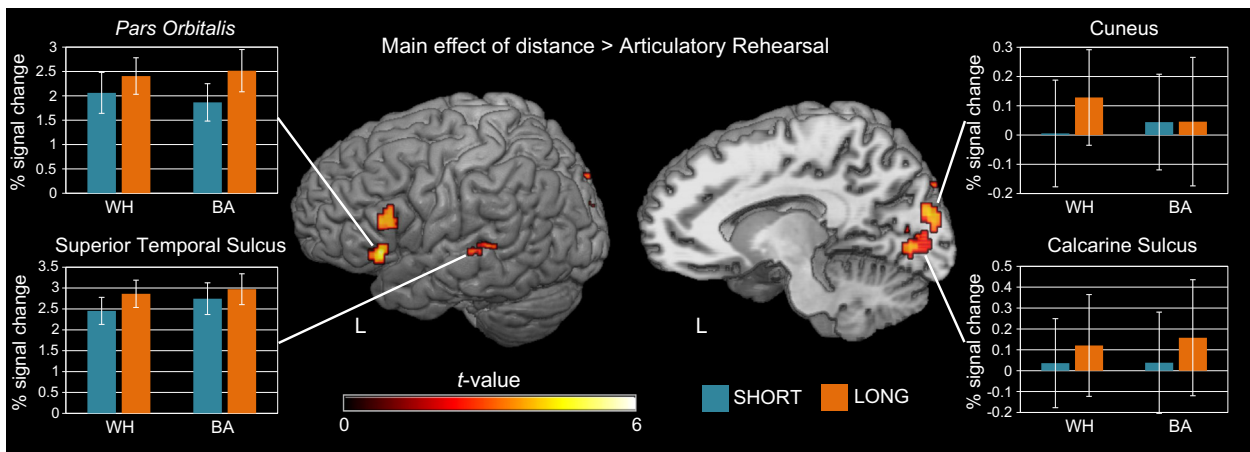 Pars Orbitalis
% signal change
3
2.5
2
1.5
1
0.5
0
WH BA
Superior Temporal Sulcus
% signal change
3.5
3
2.5
2
1.5
1
0.5
0
WH BA
Main effect of distance > Articulatory Rehearsal
L
L
t-value
0 6
SHORT LONG
Cuneus
% signal change
0.3
0.2
0.1
0
-0.1
-0.2
WH BA
Calcarine Sulcus
% signal change
0.5
0.4
0.3
0.2
0.1
0
-0.1
-0.2
WH BA